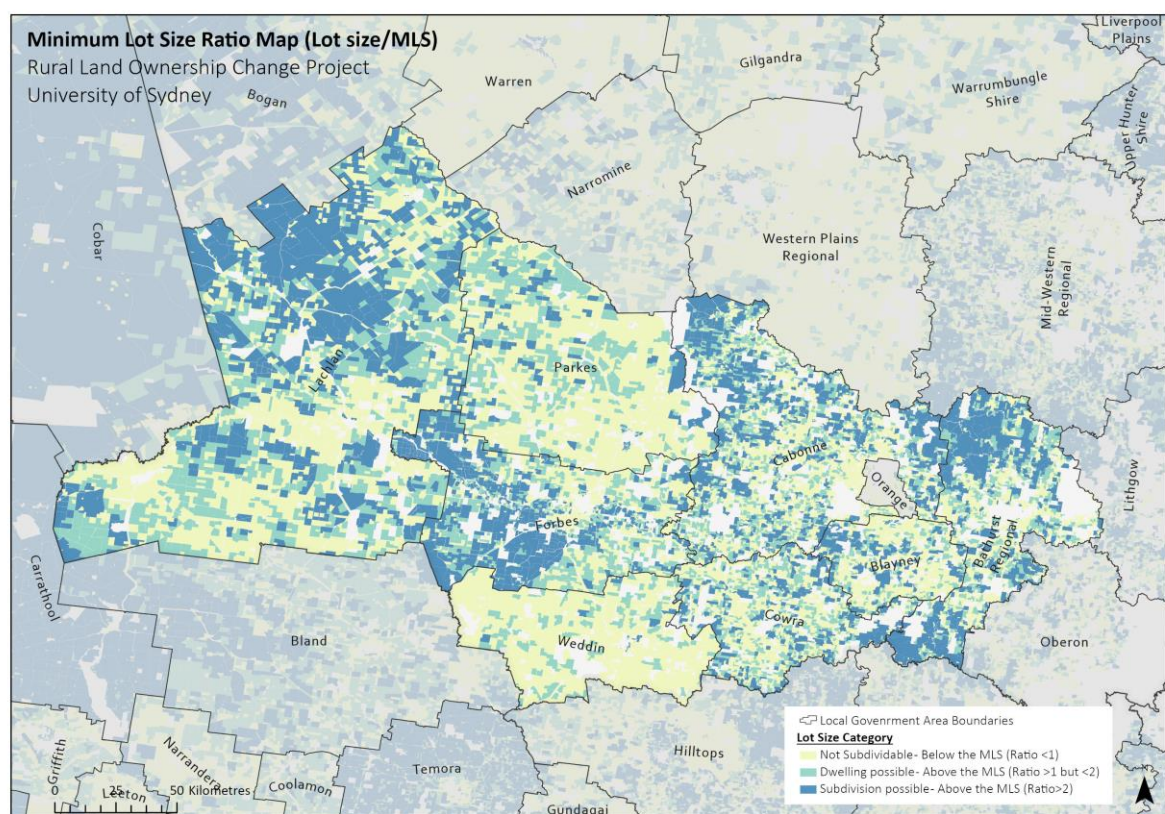 Minimum Lot Size Ratio Map (Lot size/MLS)
Rural Land Ownership Change Project
University of Sydney
Bogan
Warren
Gilgandra
Liverpool
Plains
Warrumbungle
Shire
Upper Hunter
Shire
Cobar
Narromine
Western Plains
Regional
Mid-Western
Regional
Lachlan
Parkes
Cabonne
Orange
Lithgow
Forbes
Bathurst
Regional
Blayney
Carrathool
Bland
Weddin
Cowra
Oberon
Griffith
Narrandera
Leeton
Coolamon
Temora
Hilltops
Gundagai
0 25 50 Kilometres
Local Govenrment Area Boundaries
Lot Size Category
Not Subdividable- Below the MLS (Ratio <1)
Dwelling possible- Above the MLS (Ratio >1 but <2)
Subdivision possible- Above the MLS (Ratio>2)